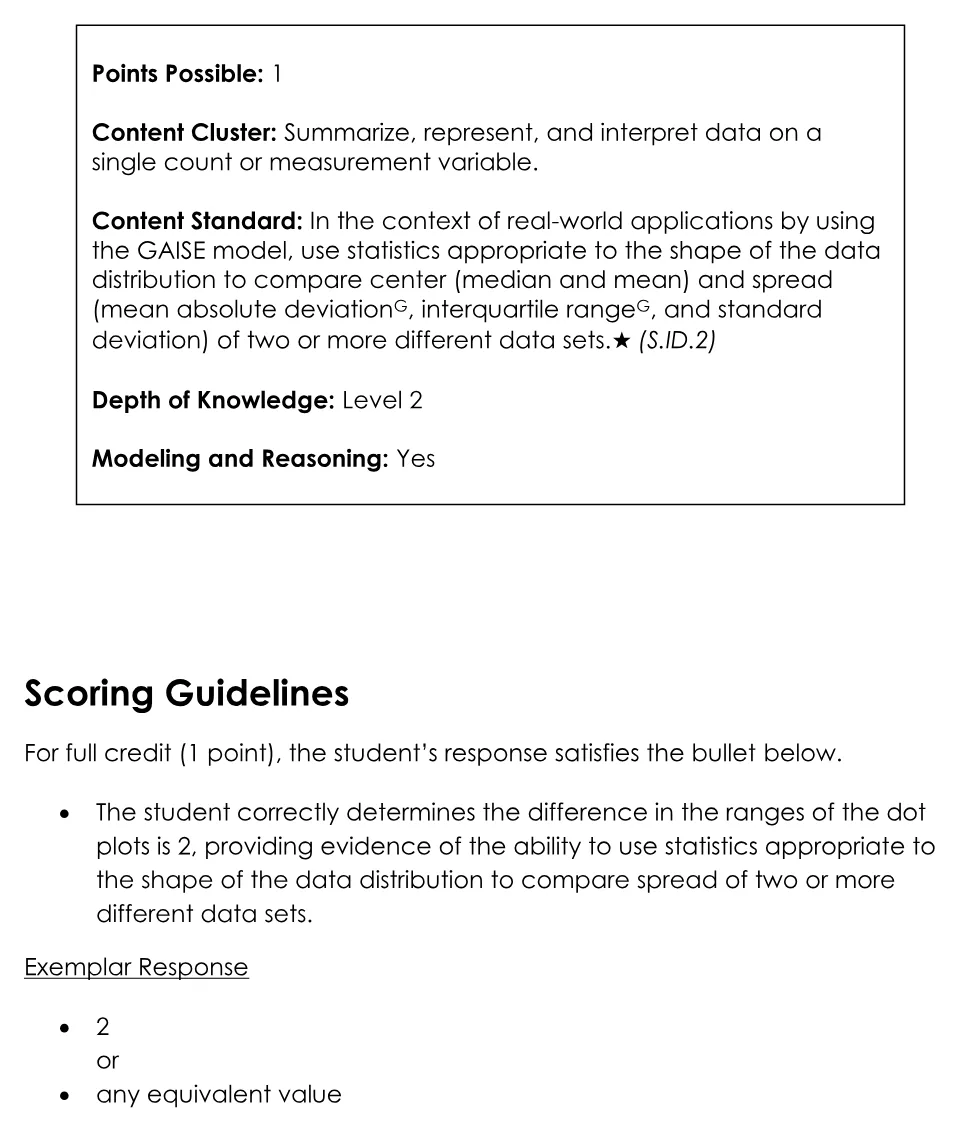 Points Possible: 1
Content Cluster: Summarize, represent, and interpret data on a
single count or measurement variable.
Content Standard: In the context of real-world applications by using
the GAISE model, use statistics appropriate to the shape of the data
distribution to compare center (median and mean) and spread
(mean absolute deviationᴳ, interquartile rangeᴳ, and standard
deviation) of two or more different data sets.★ (S.ID.2)
Depth of Knowledge: Level 2
Modeling and Reasoning: Yes
Scoring Guidelines
For full credit (1 point), the student’s response satisfies the bullet below.
• The student correctly determines the difference in the ranges of the dot
plots is 2, providing evidence of the ability to use statistics appropriate to
the shape of the data distribution to compare spread of two or more
different data sets.
Exemplar Response
• 2
or
• any equivalent value